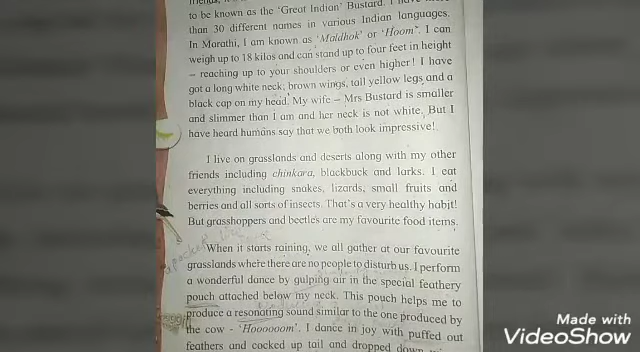 to be known as the 'Great Indian' Bustard. I have
than 30 different names in various Indian languages.
In Marathi, I am known as 'Maldhok' or 'Hoom'. I can
weigh up to 18 kilos and can stand up to four feet in height
– reaching up to your shoulders or even higher! I have
got a long white neck, brown wings, tall yellow legs and a
black cap on my head. My wife – Mrs Bustard is smaller
and slimmer than I am and her neck is not white. But I
have heard humans say that we both look impressive!
I live on grasslands and deserts along with my other
friends including chinkara, blackbuck and larks. I eat
everything including snakes, lizards, small fruits and
berries and all sorts of insects. That's a very healthy habit!
But grasshoppers and beetles are my favourite food items.
When it starts raining, we all gather at our favourite
grasslands where there are no people to disturb us. I perform
a wonderful dance by gulping air in the special feathery
pouch attached below my neck. This pouch helps me to
produce a resonating sound similar to the one produced by
the cow - 'Hoooooom'. I dance in joy with puffed out
feathers and cocked up tail and dropped down
Made with
VideoShow